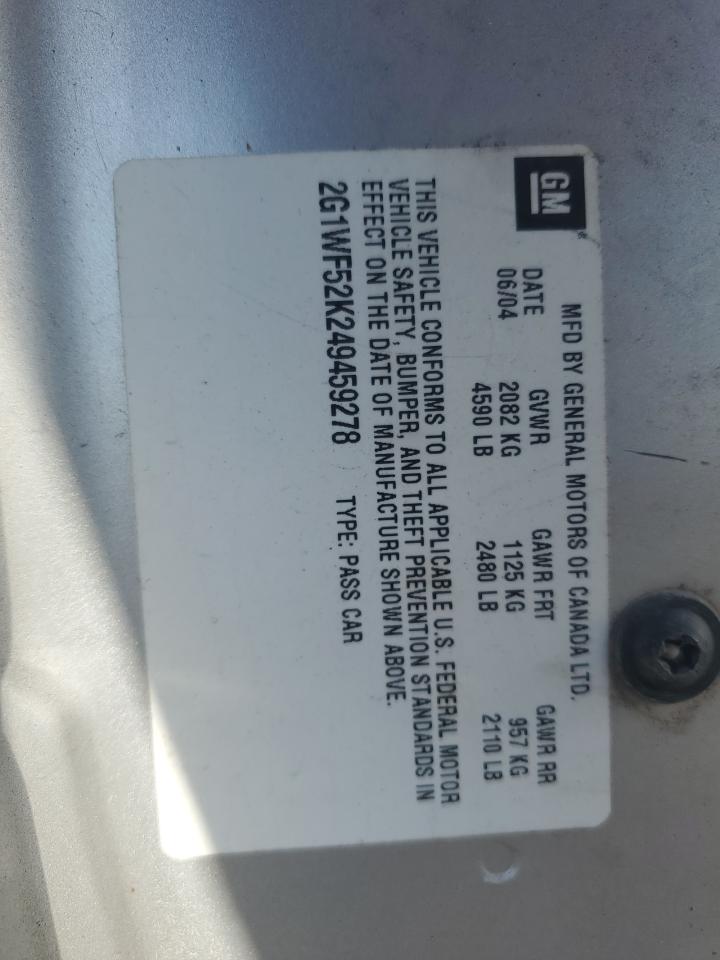 GM
MFD BY GENERAL MOTORS OF CANADA LTD.
DATE GVWR GAWR FRT GAWR RR
06/04 2082 KG 1125 KG 957 KG
4590 LB 2480 LB 2110 LB
THIS VEHICLE CONFORMS TO ALL APPLICABLE U.S. FEDERAL MOTOR
VEHICLE SAFETY, BUMPER, AND THEFT PREVENTION STANDARDS IN
EFFECT ON THE DATE OF MANUFACTURE SHOWN ABOVE.
2G1WF52K249459278 TYPE: PASS CAR